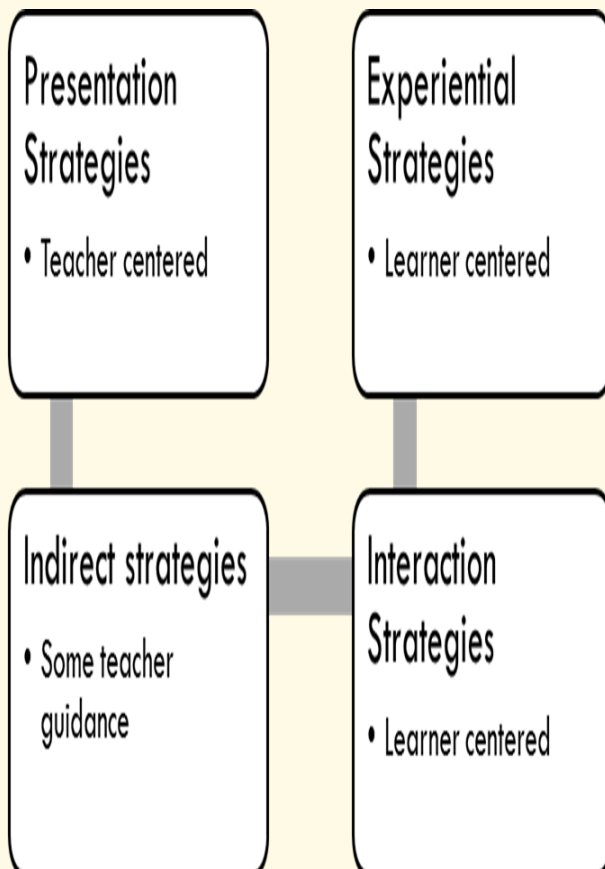 Presentation
Strategies
• Teacher centered
Indirect strategies
• Some teacher
guidance
Interaction
Strategies
• Learner centered
Experiential
Strategies
• Learner centered